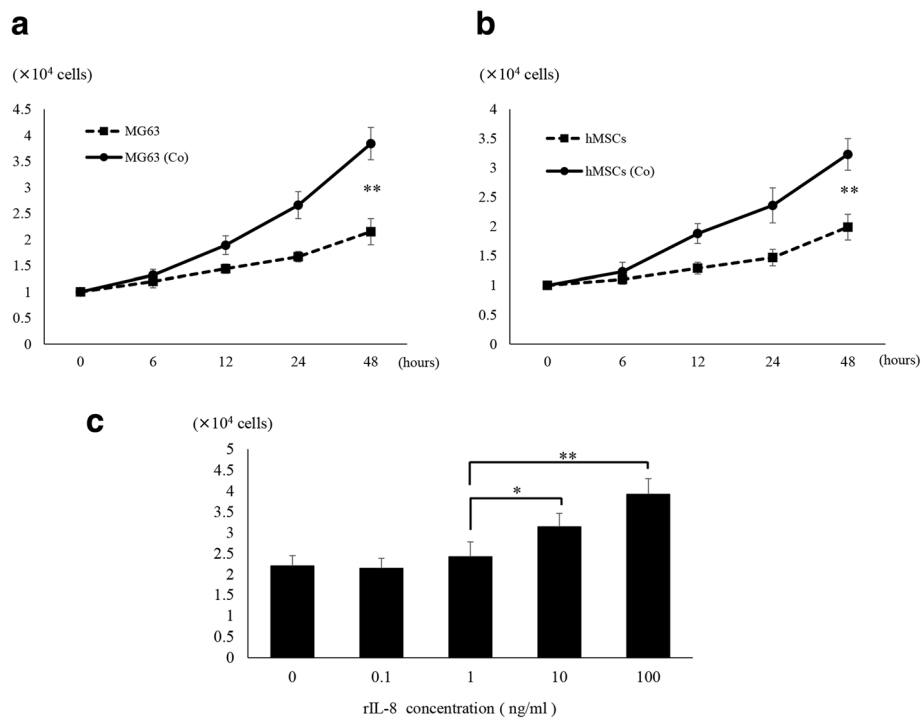 a
(×10⁴ cells)
4.5
4
3.5
3
2.5
2
1.5
1
0.5
0
MG63
MG63 (Co)
**
0 6 12 24 48 (hours)
b
(×10⁴ cells)
4
3.5
3
2.5
2
1.5
1
0.5
0
hMSCs
hMSCs (Co)
**
0 6 12 24 48 (hours)
c
(×10⁴ cells)
5
4.5
4
3.5
3
2.5
2
1.5
1
0.5
0
**
*
0 0.1 1 10 100
rIL-8 concentration ( ng/ml )